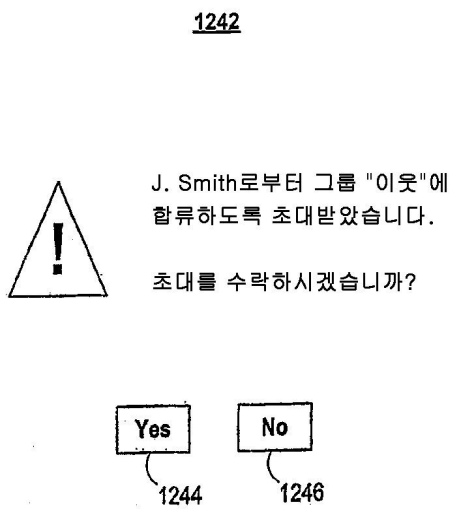 1242
J. Smith로부터 그룹 "이웃"에
합류하도록 초대받았습니다.
초대를 수락하시겠습니까?
!
Yes
No
1244
1246